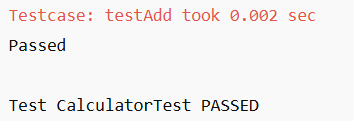 Testcase: testAdd took 0.002 sec
Passed
Test CalculatorTest PASSED